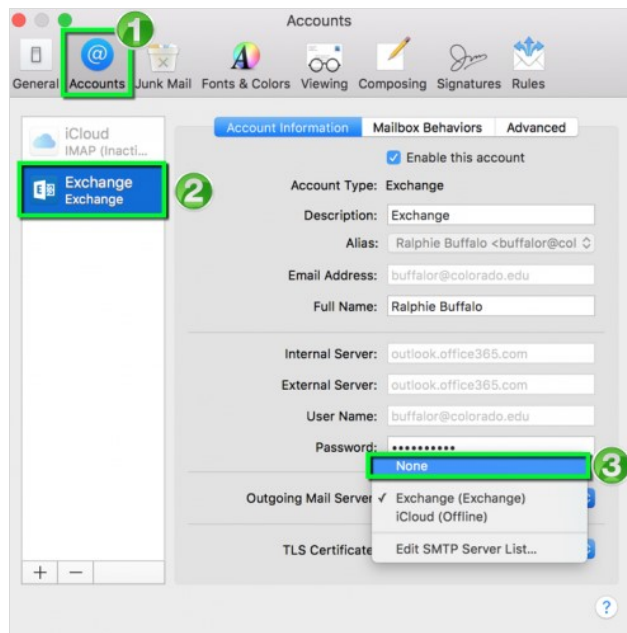 Accounts
1
General Accounts Junk Mail Fonts & Colors Viewing Composing Signatures Rules
iCloud
IMAP (Inacti...
Exchange
Exchange
2
Account Information Mailbox Behaviors Advanced
Enable this account
Account Type: Exchange
Description: Exchange
Alias: Ralphie Buffalo <buffalor@col
Email Address: buffalor@colorado.edu
Full Name: Ralphie Buffalo
Internal Server: outlook.office365.com
External Server: outlook.office365.com
User Name: buffalor@colorado.edu
Password: ••••••••••
None
3
Outgoing Mail Server ✓ Exchange (Exchange)
iCloud (Offline)
TLS Certificate Edit SMTP Server List...
+ −
?